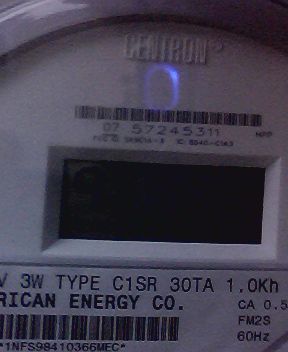 CENTRON®
07 57245311
V 3W TYPE C1SR 30TA 1.0Kh
RICAN ENERGY CO.
CA 0.5
FM2S
60Hz
*1NFS98410366MEC*